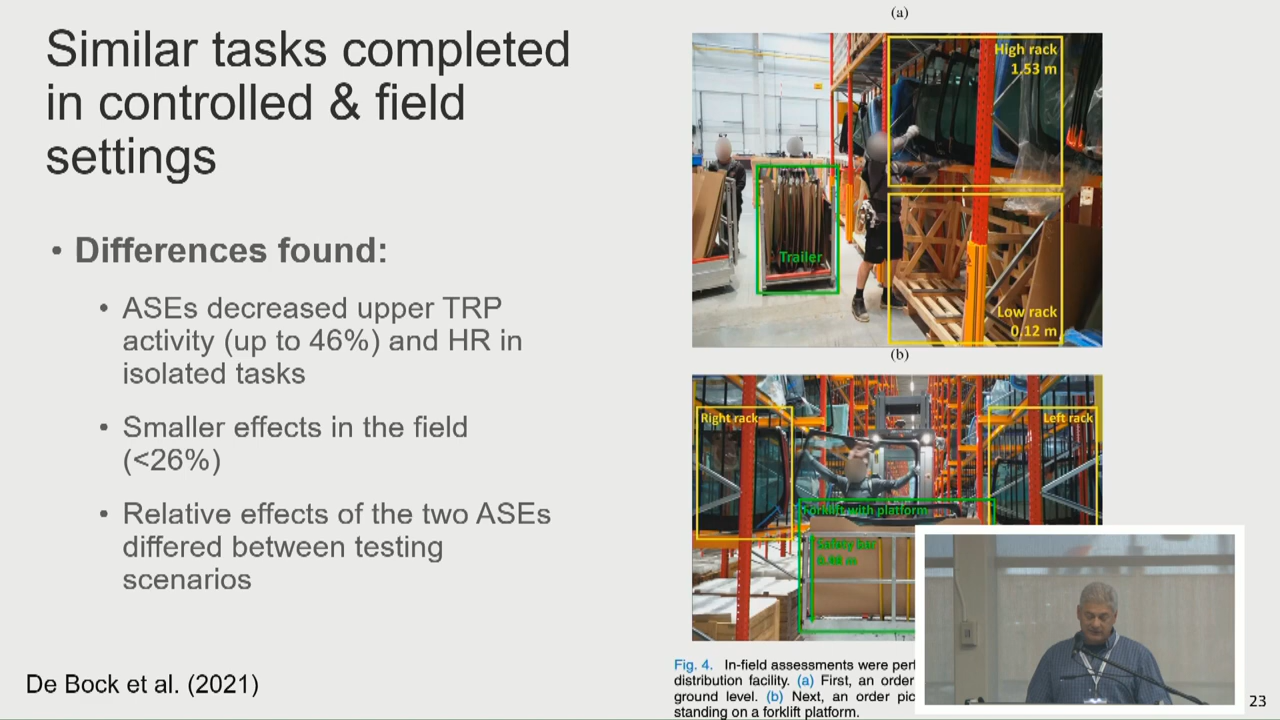 Similar tasks completed
in controlled & field
settings
• Differences found:
• ASEs decreased upper TRP
activity (up to 46%) and HR in
isolated tasks
• Smaller effects in the field
(<26%)
• Relative effects of the two ASEs
differed between testing
scenarios
De Bock et al. (2021)
(a)
High rack
1.53 m
Trailer
Low rack
0.12 m
(b)
Right rack
Left rack
Forklift with platform
Safety bar
Fig. 4. In-field assessments were perf
distribution facility. (a) First, an order
ground level. (b) Next, an order pic
standing on a forklift platform.
23